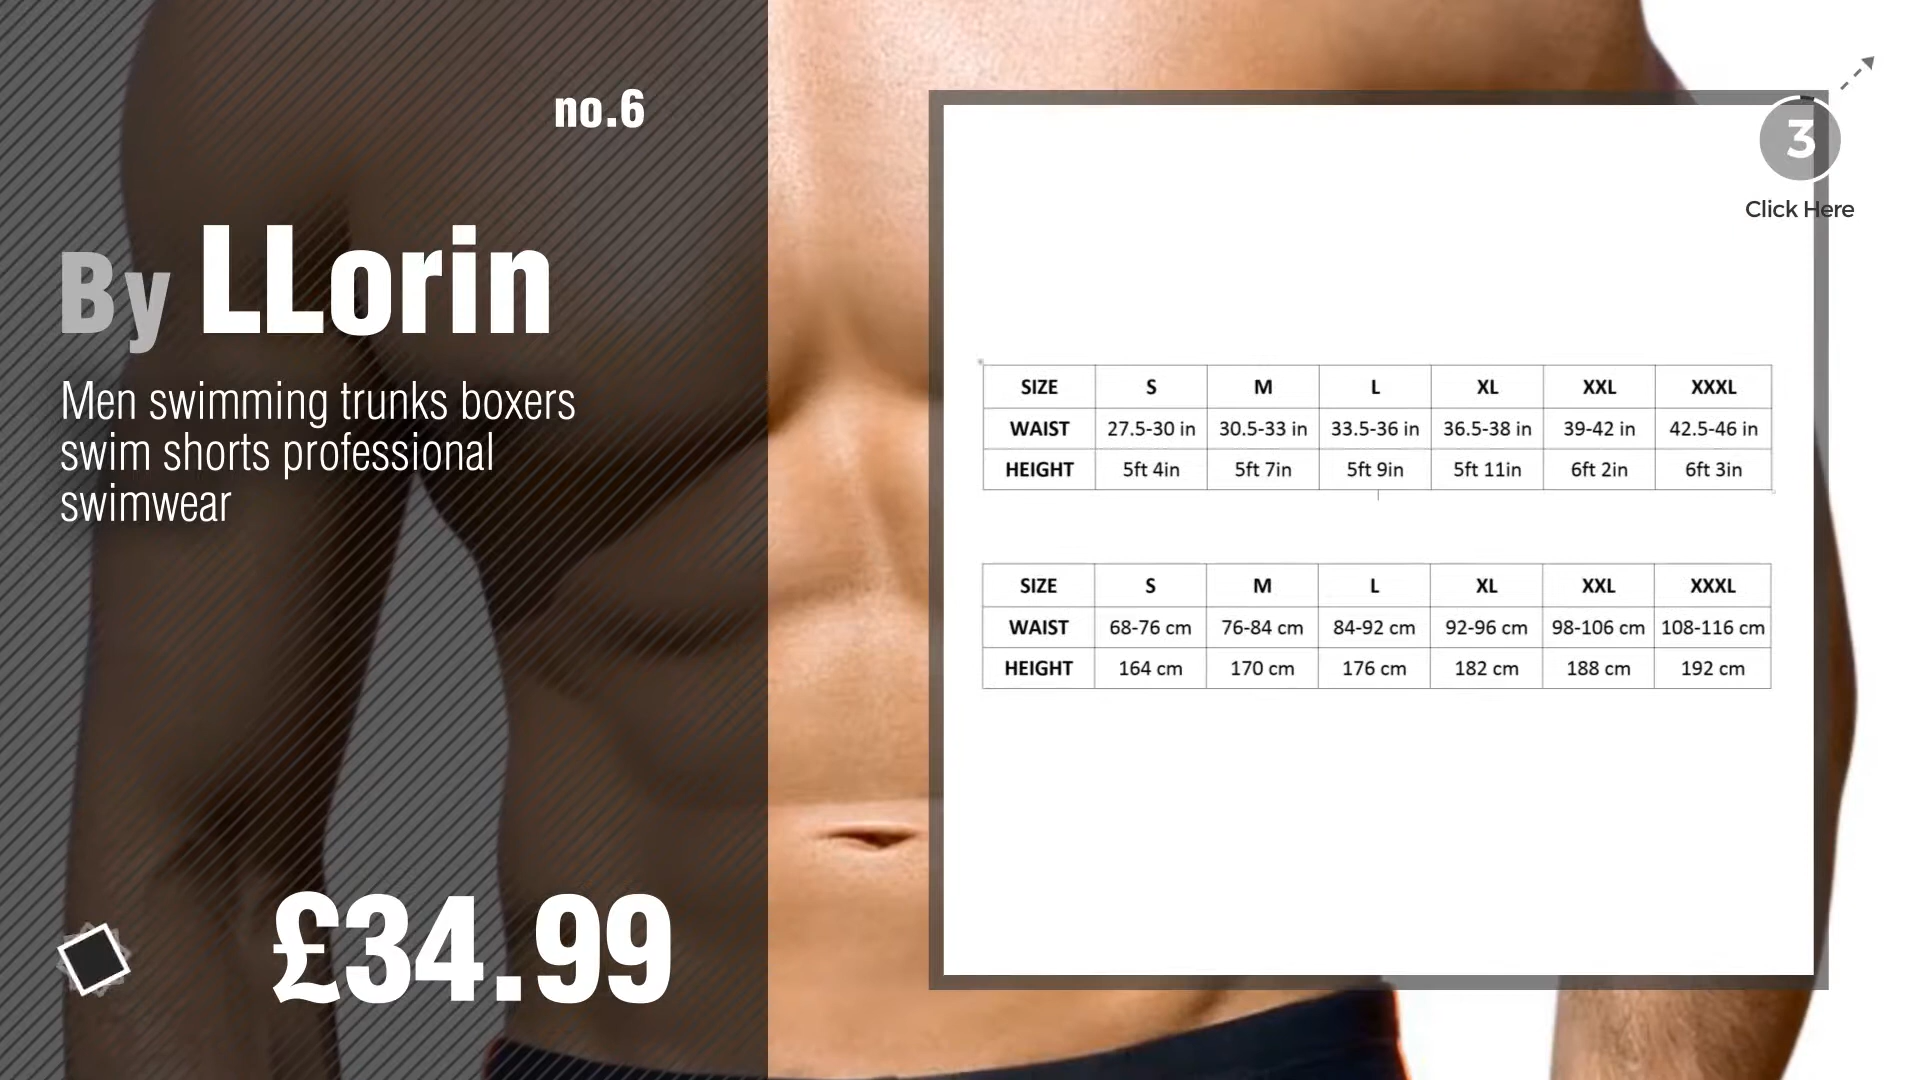 no.6
By LLorin
Men swimming trunks boxers
swim shorts professional
swimwear
£34.99
3
Click Here
SIZE S M L XL XXL XXXL
WAIST 27.5-30 in 30.5-33 in 33.5-36 in 36.5-38 in 39-42 in 42.5-46 in
HEIGHT 5ft 4in 5ft 7in 5ft 9in 5ft 11in 6ft 2in 6ft 3in
SIZE S M L XL XXL XXXL
WAIST 68-76 cm 76-84 cm 84-92 cm 92-96 cm 98-106 cm 108-116 cm
HEIGHT 164 cm 170 cm 176 cm 182 cm 188 cm 192 cm